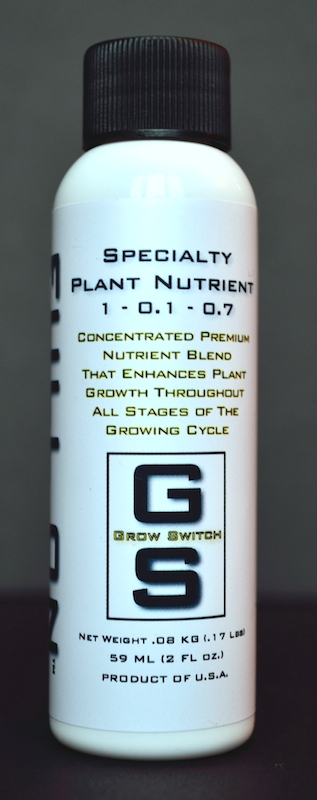 Specialty
Plant Nutrient
1 - 0.1 - 0.7
Concentrated Premium
Nutrient Blend
That Enhances Plant
Growth Throughout
All Stages of The
Growing Cycle
G
Grow Switch
S
Net Weight .08 KG (.17 Lbs)
59 ML (2 FL oz.)
PRODUCT OF U.S.A.